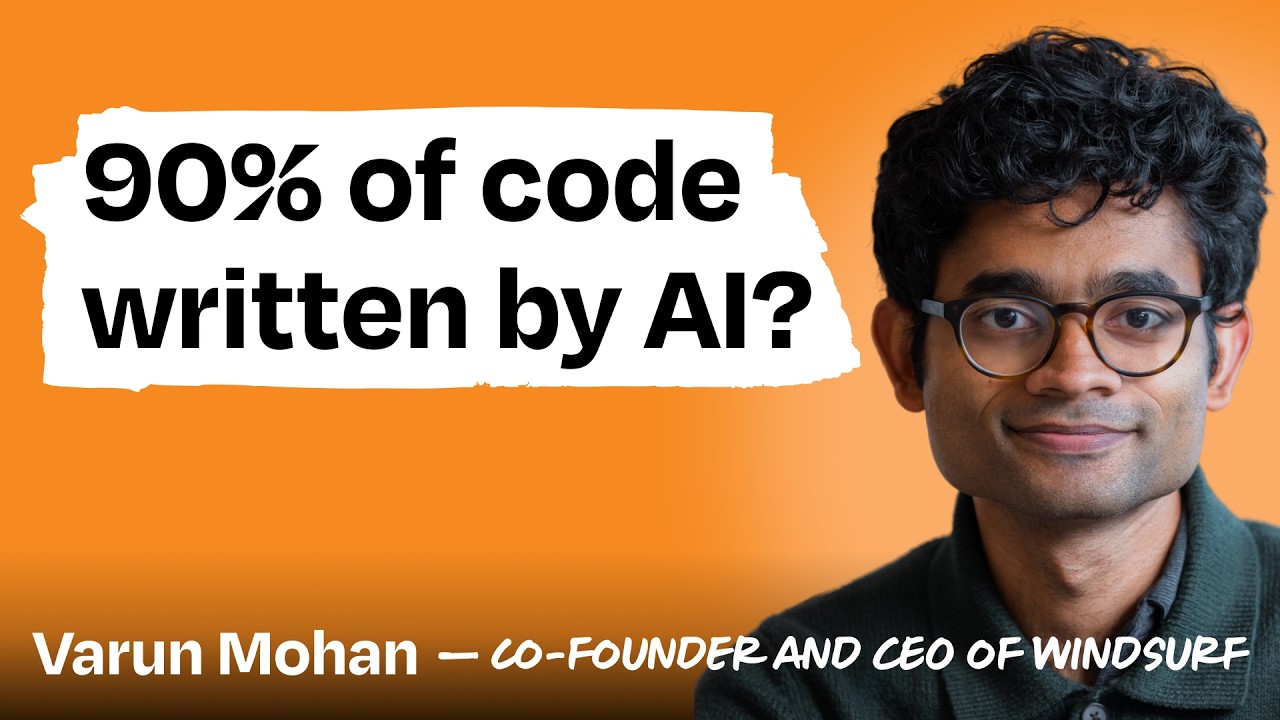 90% of code
written by AI?
Varun Mohan — CO-FOUNDER AND CEO OF WINDSURF